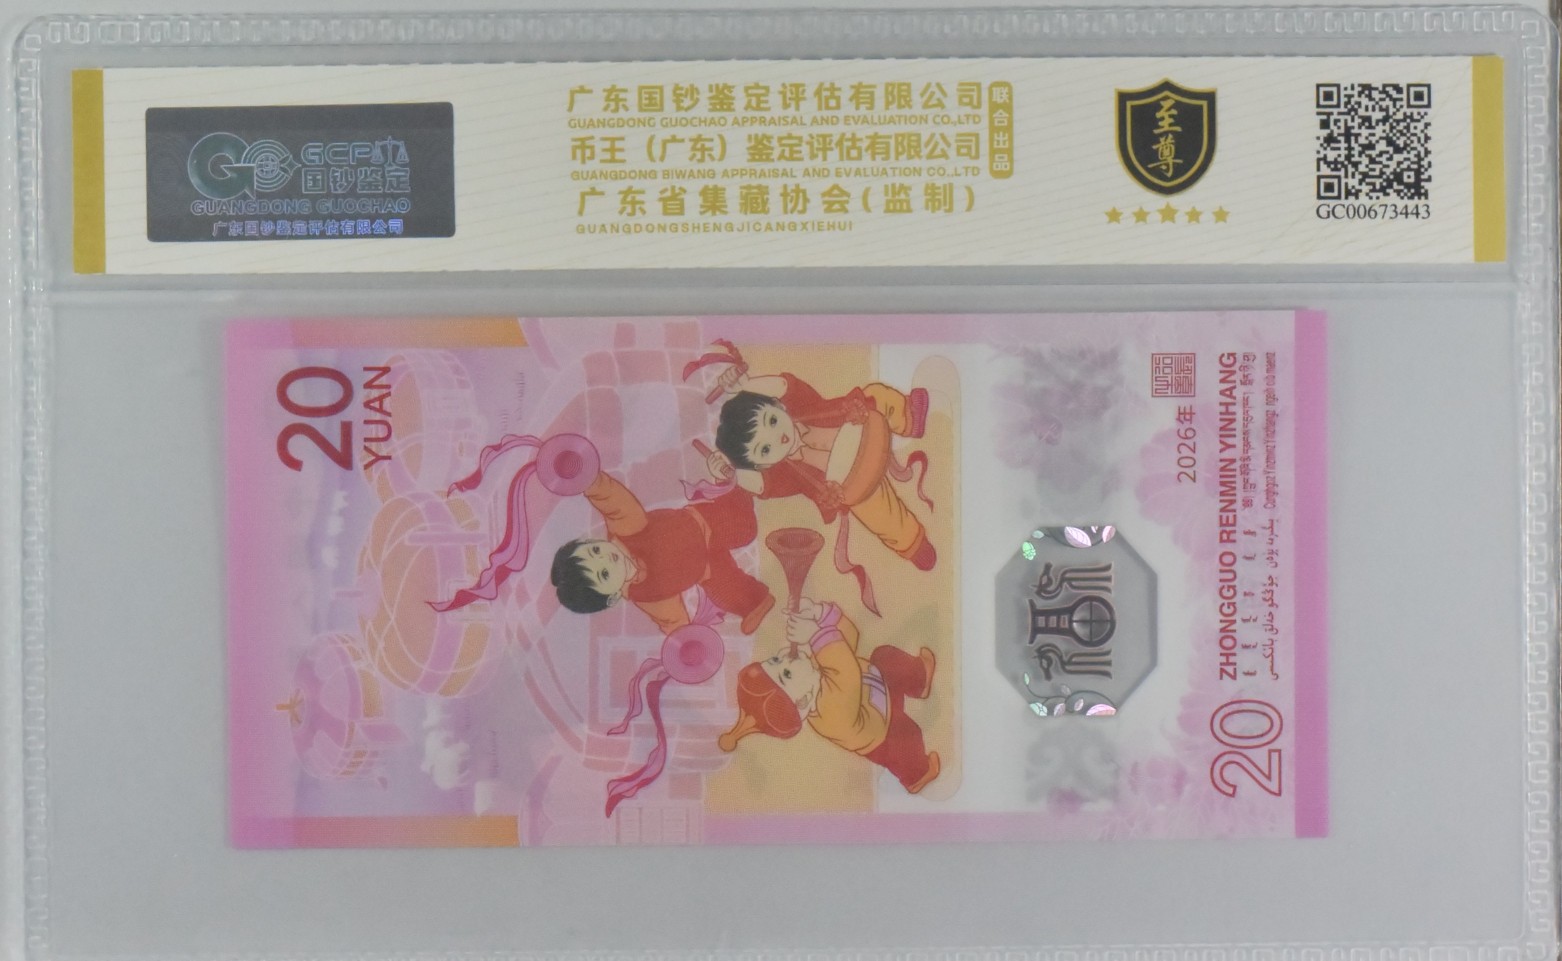 GCP
国钞鉴定
GUANGDONG GUOCHAO
广东国钞鉴定评估有限公司
广东国钞鉴定评估有限公司
GUANGDONG GUOCHAO APPRAISAL AND EVALUATION CO.,LTD
币王（广东）鉴定评估有限公司
GUANGDONG BIWANG APPRAISAL AND EVALUATION CO.,LTD
联合出品
广东省集藏协会(监制)
GUANGDONGSHENGJICANGXIEHUI
至尊
GC00673443
20
YUAN
福
2026年
ZHONGGUO RENMIN YINHANG
20